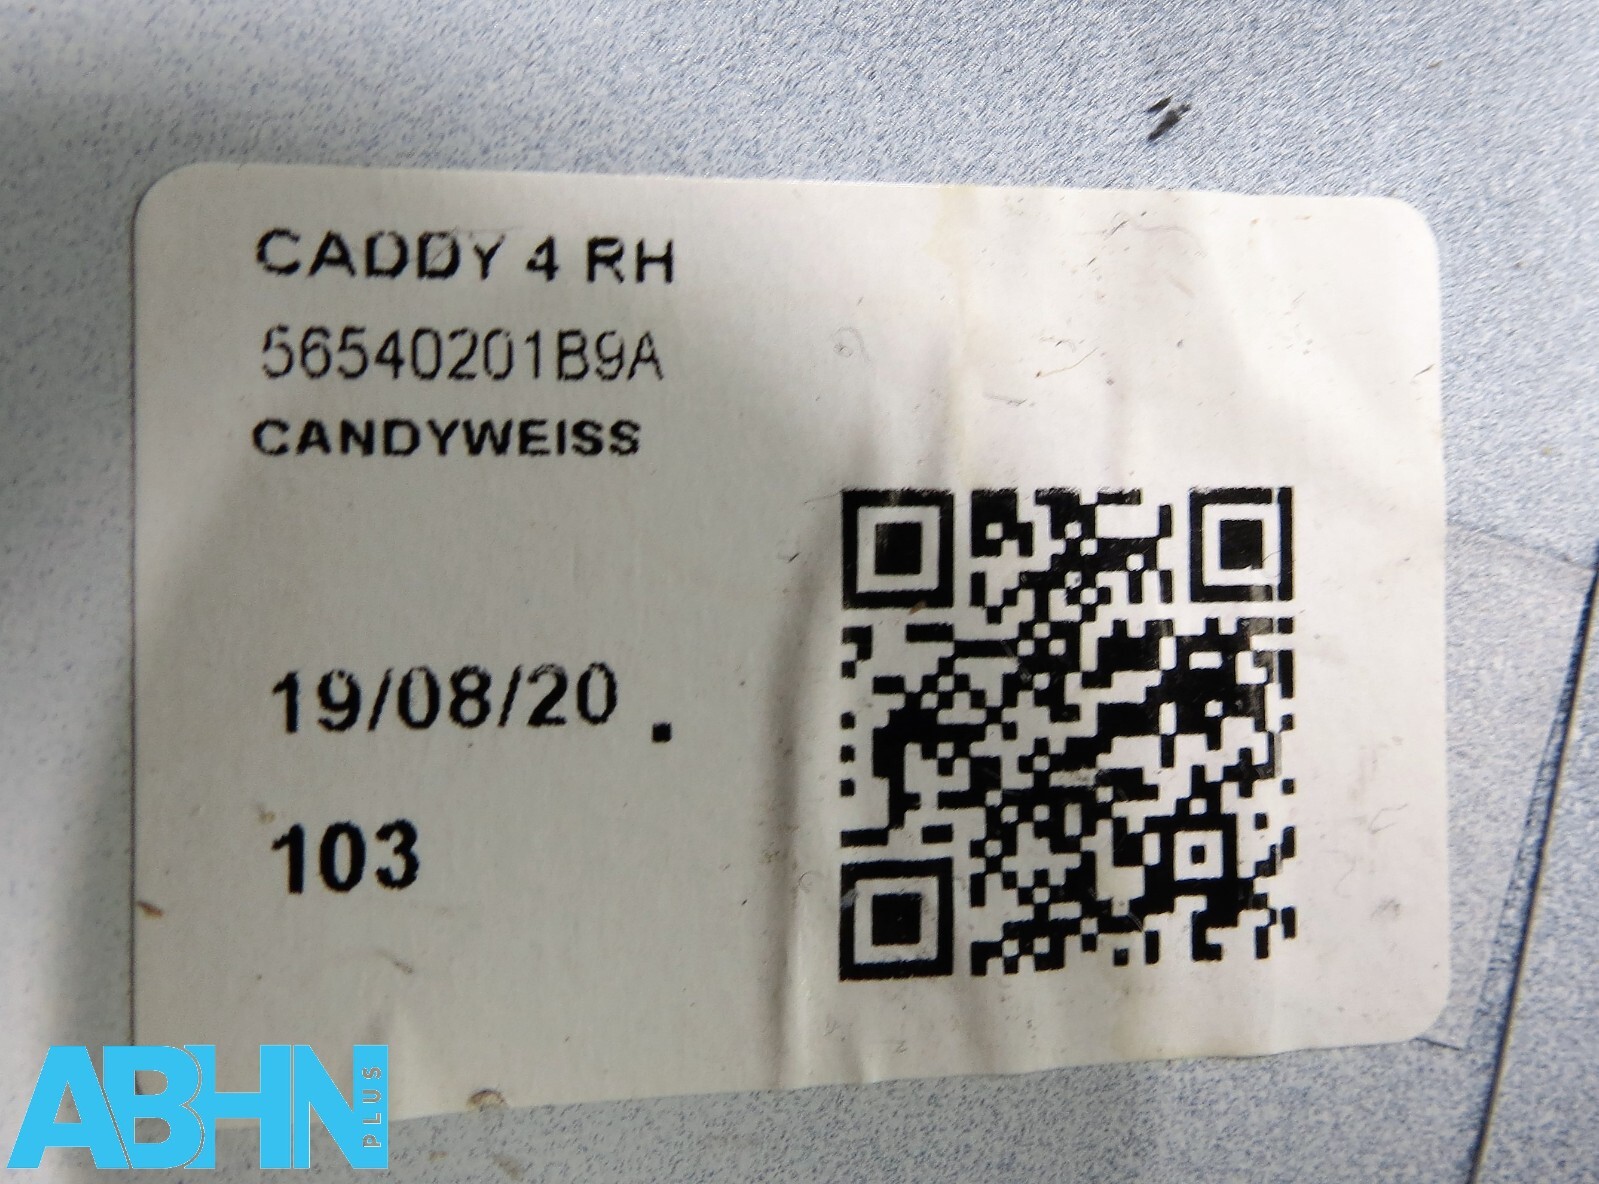 CADDY 4 RH
56540201B9A
CANDYWEISS
19/08/20 .
103
ABHN PLUS